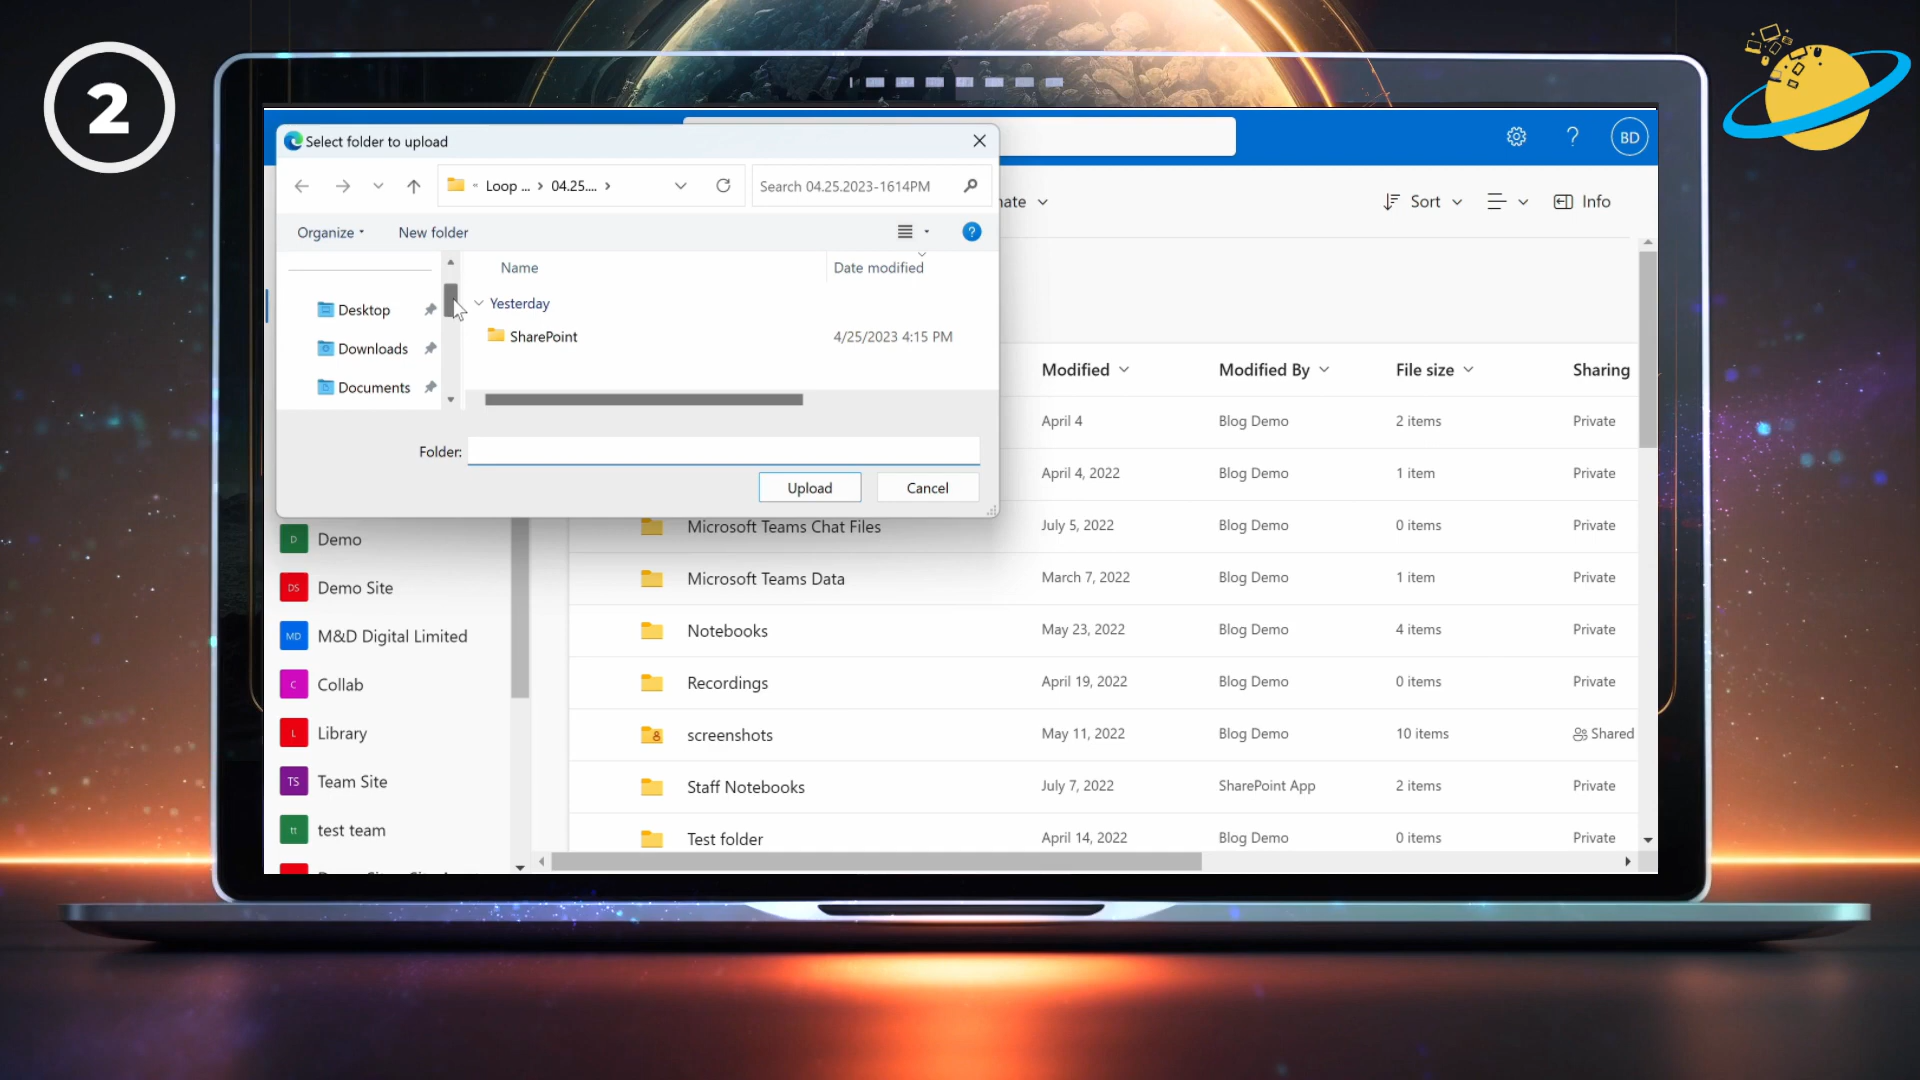 2
Select folder to upload
BD
« Loop ... › 04.25.... ›
Search 04.25.2023-1614PM
Sort
Info
Organize
New folder
Name
Date modified
Desktop
Yesterday
Downloads
SharePoint
4/25/2023 4:15 PM
Documents
Modified
Modified By
File size
Sharing
April 4
Blog Demo
2 items
Private
Folder:
April 4, 2022
Blog Demo
1 item
Private
Upload
Cancel
Microsoft Teams Chat Files
July 5, 2022
Blog Demo
0 items
Private
D
Demo
Microsoft Teams Data
March 7, 2022
Blog Demo
1 item
Private
DS
Demo Site
Notebooks
May 23, 2022
Blog Demo
4 items
Private
MD
M&D Digital Limited
Recordings
April 19, 2022
Blog Demo
0 items
Private
C
Collab
screenshots
May 11, 2022
Blog Demo
10 items
Shared
L
Library
Staff Notebooks
July 7, 2022
SharePoint App
2 items
Private
TS
Team Site
Test folder
April 14, 2022
Blog Demo
0 items
Private
tt
test team